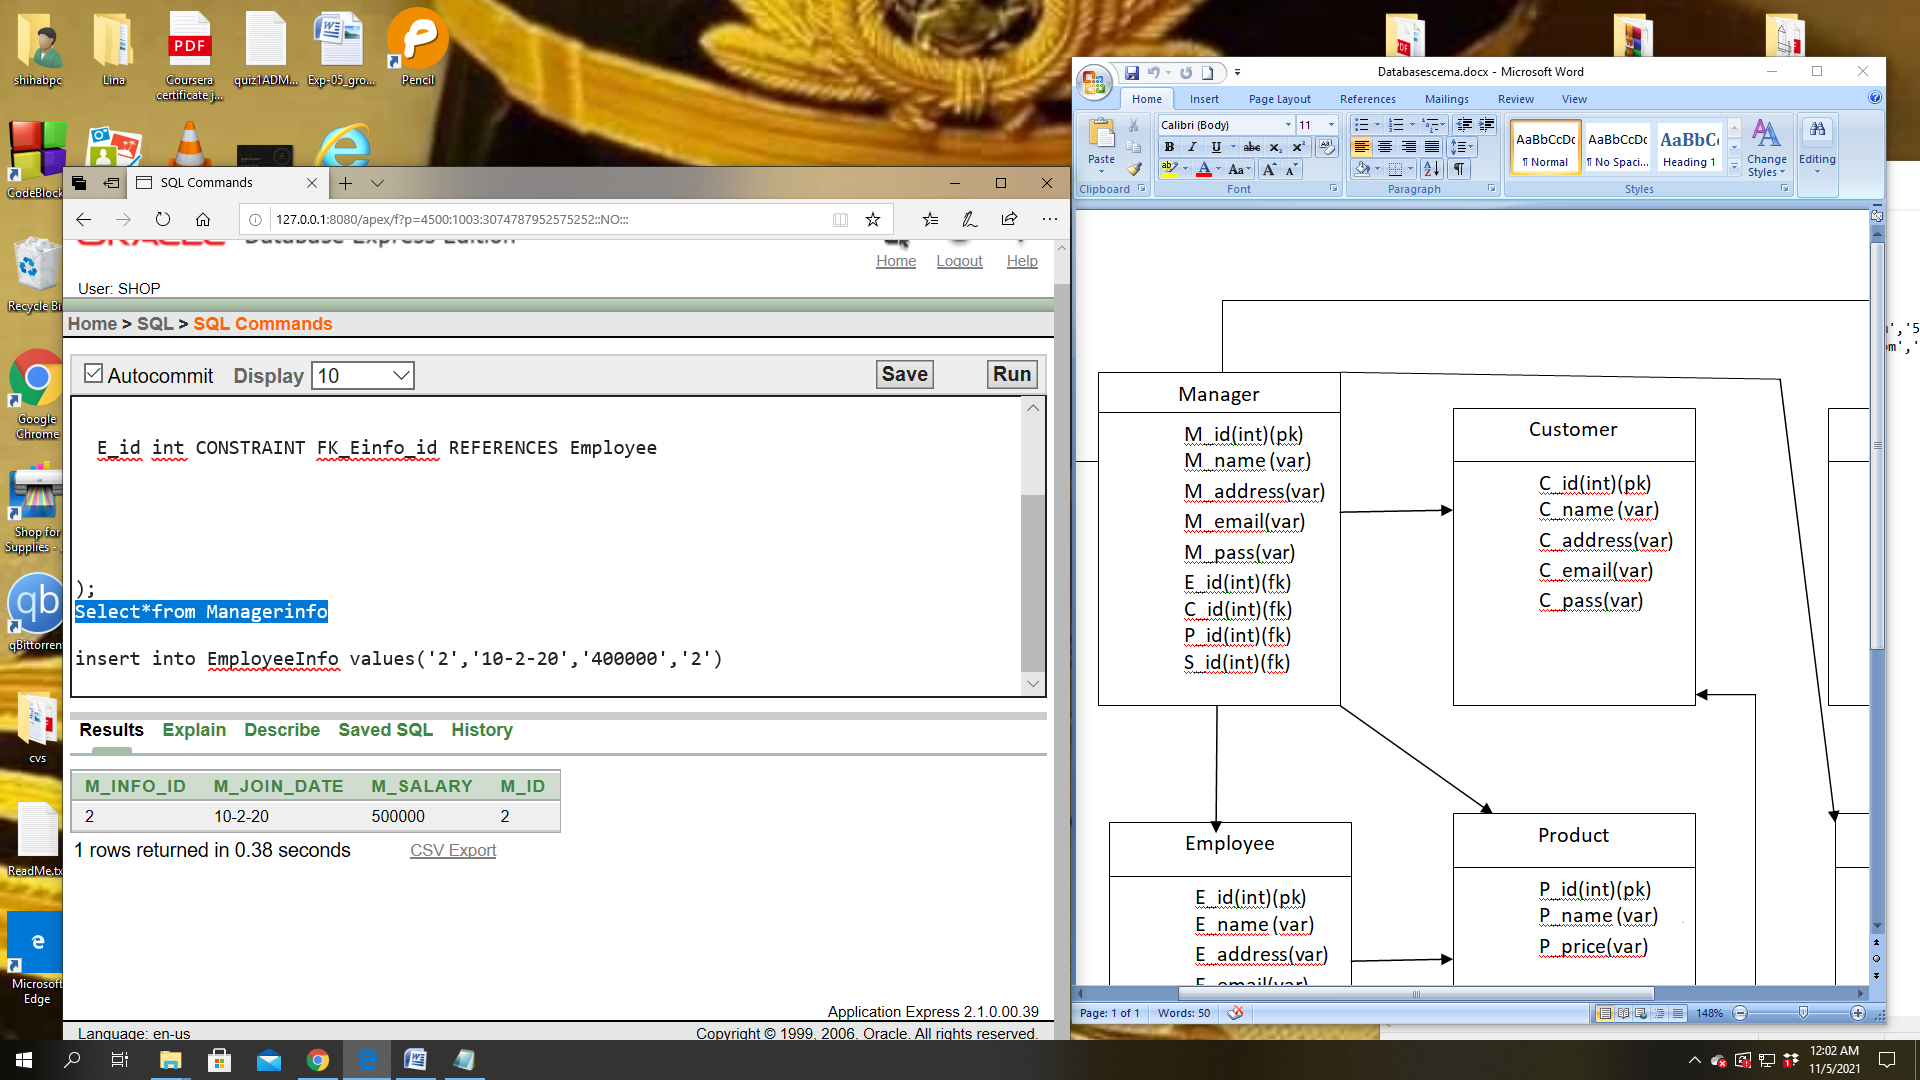 shihabpc
Lina
Coursera certificate j...
quiz1ADM...
Exp-05_gro...
Pencil
PDF
CodeBlock
Recycle Bi
Google Chrome
Shop for Supplies - ...
qBittorren
cvs
ReadMe.tx
Microsoft Edge
SQL Commands
127.0.0.1:8080/apex/f?p=4500:1003:3074787952575252::NO:::
ORACLE Database Express Edition
Home Logout Help
User: SHOP
Home > SQL > SQL Commands
Autocommit Display 10 Save Run
E_id int CONSTRAINT FK_Einfo_id REFERENCES Employee
);
Select*from Managerinfo
insert into EmployeeInfo values('2','10-2-20','400000','2')
Results Explain Describe Saved SQL History
M_INFO_ID M_JOIN_DATE M_SALARY M_ID
2 10-2-20 500000 2
1 rows returned in 0.38 seconds CSV Export
Application Express 2.1.0.00.39
Language: en-us Copyright © 1999, 2006, Oracle. All rights reserved.
Databasescema.docx - Microsoft Word
Home Insert Page Layout References Mailings Review View
Calibri (Body) 11
Paste
AaBbCcDc AaBbCcDc AaBbCc
¶ Normal ¶ No Spaci... Heading 1
Change Styles
Editing
Clipboard Font Paragraph Styles
Manager
M_id(int)(pk)
M_name (var)
M_address(var)
M_email(var)
M_pass(var)
E_id(int)(fk)
C_id(int)(fk)
P_id(int)(fk)
S_id(int)(fk)
Customer
C_id(int)(pk)
C_name (var)
C_address(var)
C_email(var)
C_pass(var)
Employee
E_id(int)(pk)
E_name (var)
E_address(var)
E_email(var)
Product
P_id(int)(pk)
P_name (var)
P_price(var)
Page: 1 of 1 Words: 50 148%
12:02 AM
11/5/2021